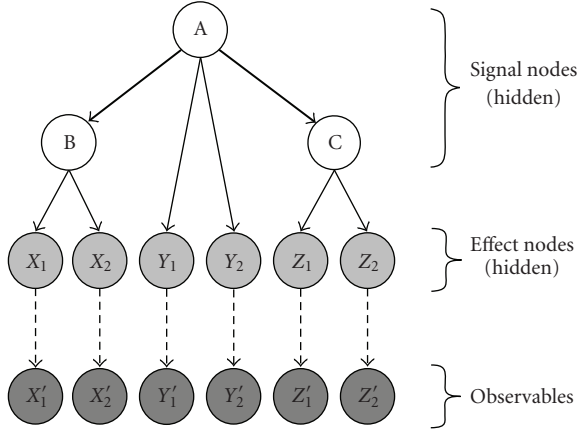 A
Signal nodes
(hidden)
B
C
X₁ X₂ Y₁ Y₂ Z₁ Z₂
Effect nodes
(hidden)
X′₁ X′₂ Y′₁ Y′₂ Z′₁ Z′₂
Observables